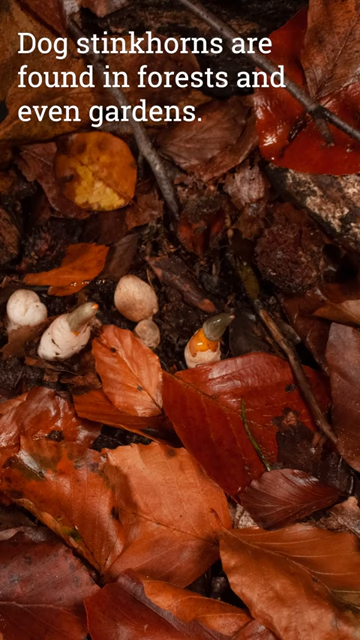 Dog stinkhorns are
found in forests and
even gardens.